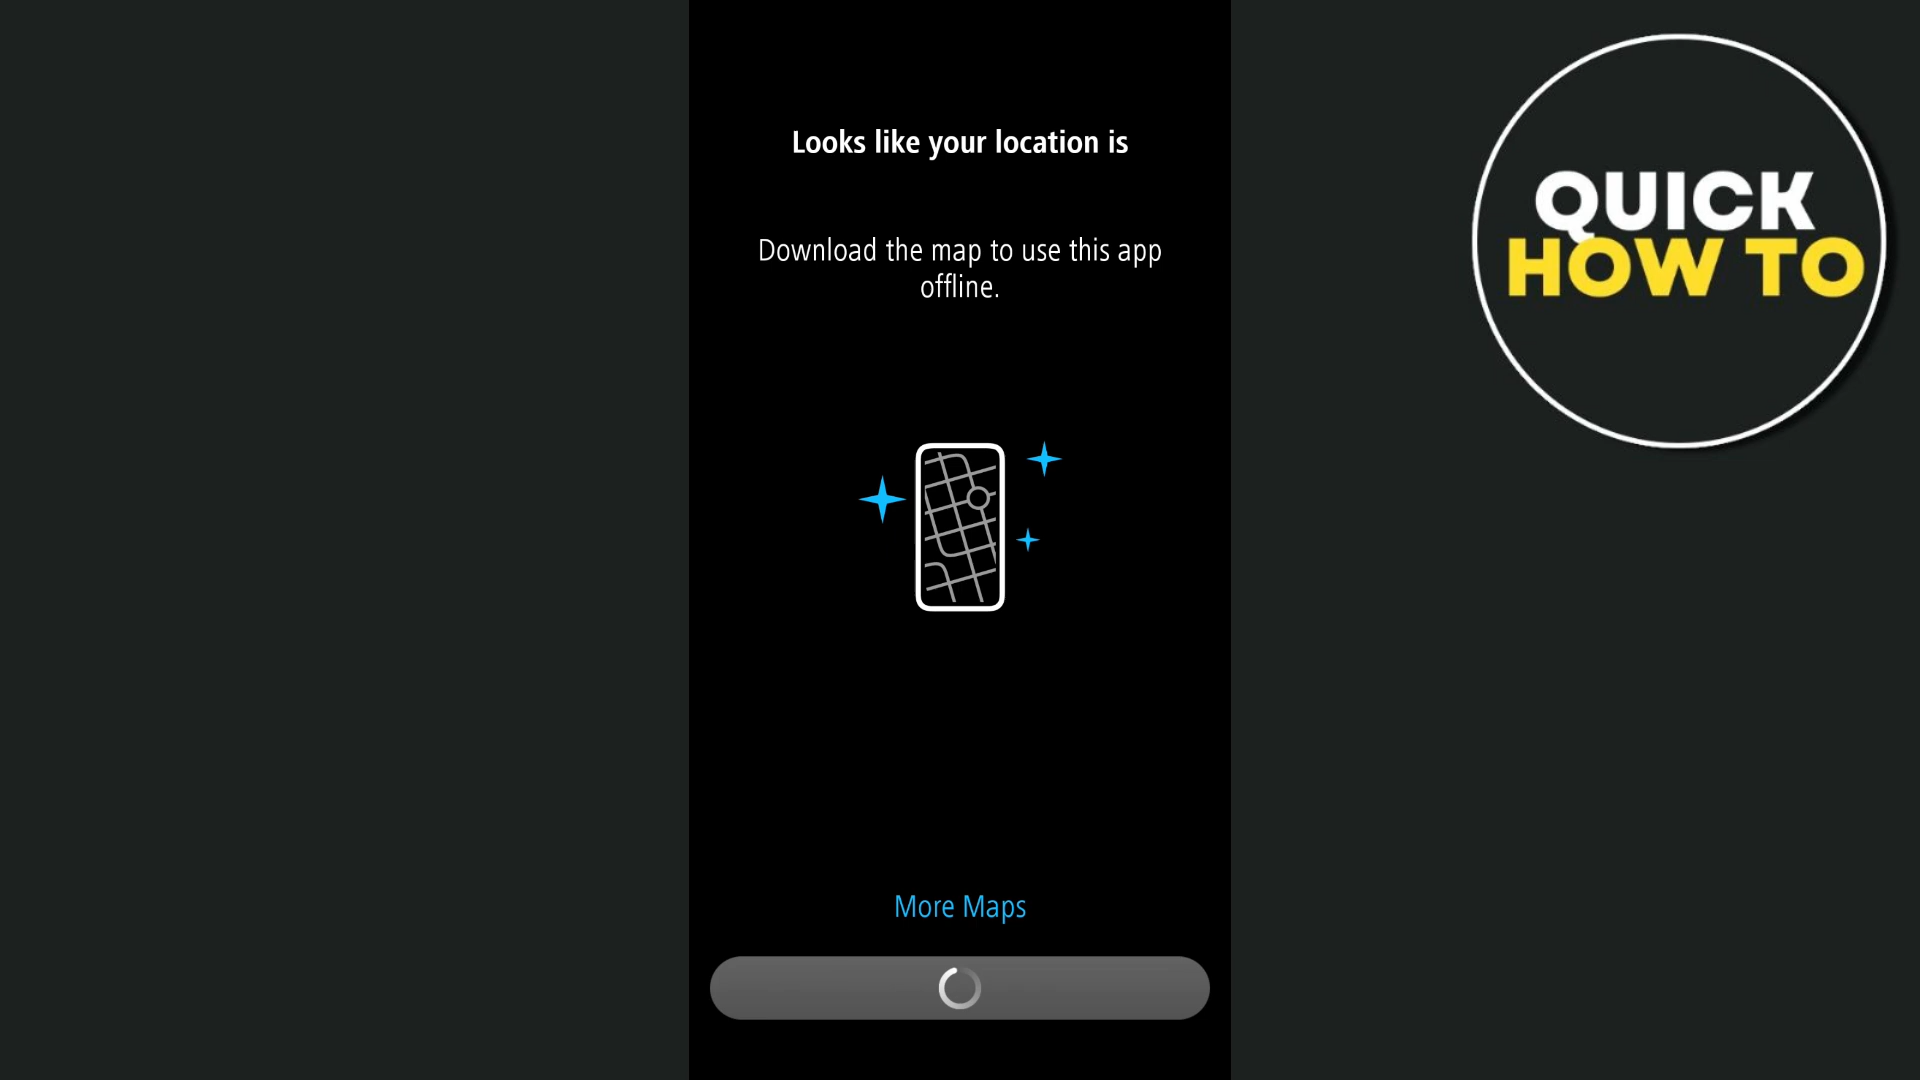 Looks like your location is
Download the map to use this app
offline.
More Maps
QUICK
HOW TO